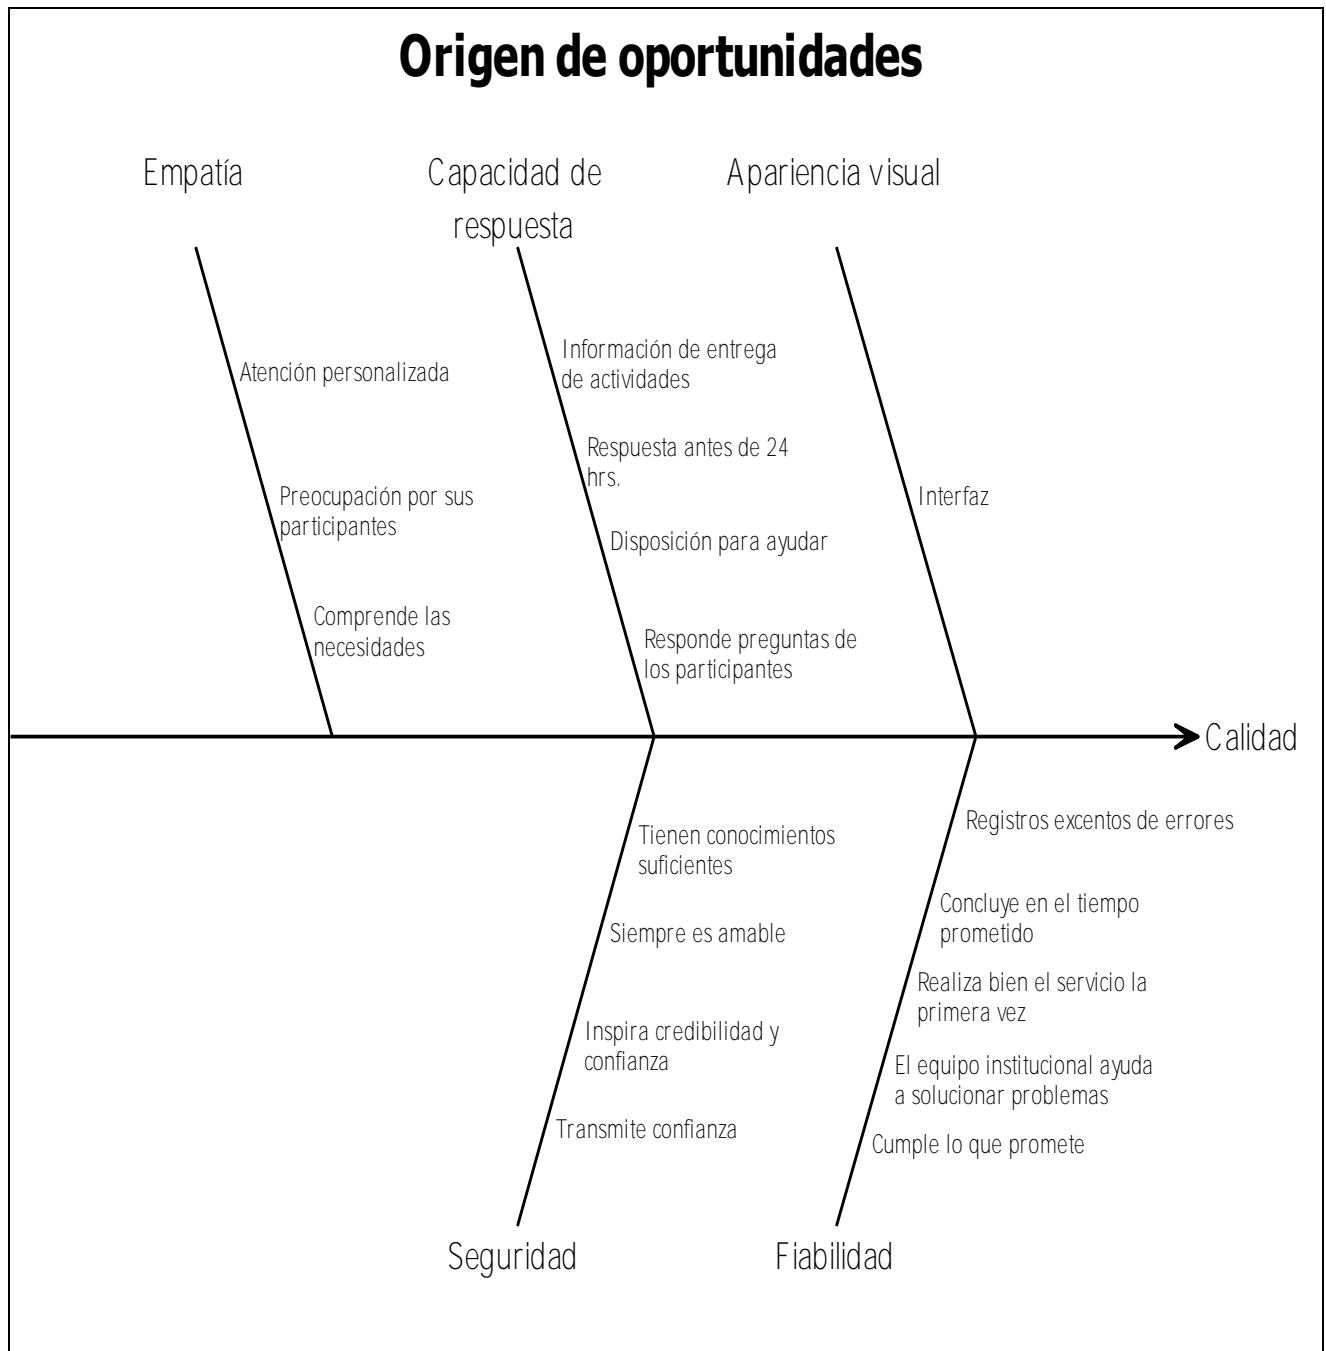 Origen de oportunidades
Empatía
Capacidad de
respuesta
Apariencia visual
Atención personalizada
Preocupación por sus
participantes
Comprende las
necesidades
Información de entrega
de actividades
Respuesta antes de 24
hrs.
Disposición para ayudar
Responde preguntas de
los participantes
Interfaz
Calidad
Tienen conocimientos
suficientes
Siempre es amable
Inspira credibilidad y
confianza
Transmite confianza
Seguridad
Registros excentos de errores
Concluye en el tiempo
prometido
Realiza bien el servicio la
primera vez
El equipo institucional ayuda
a solucionar problemas
Cumple lo que promete
Fiabilidad